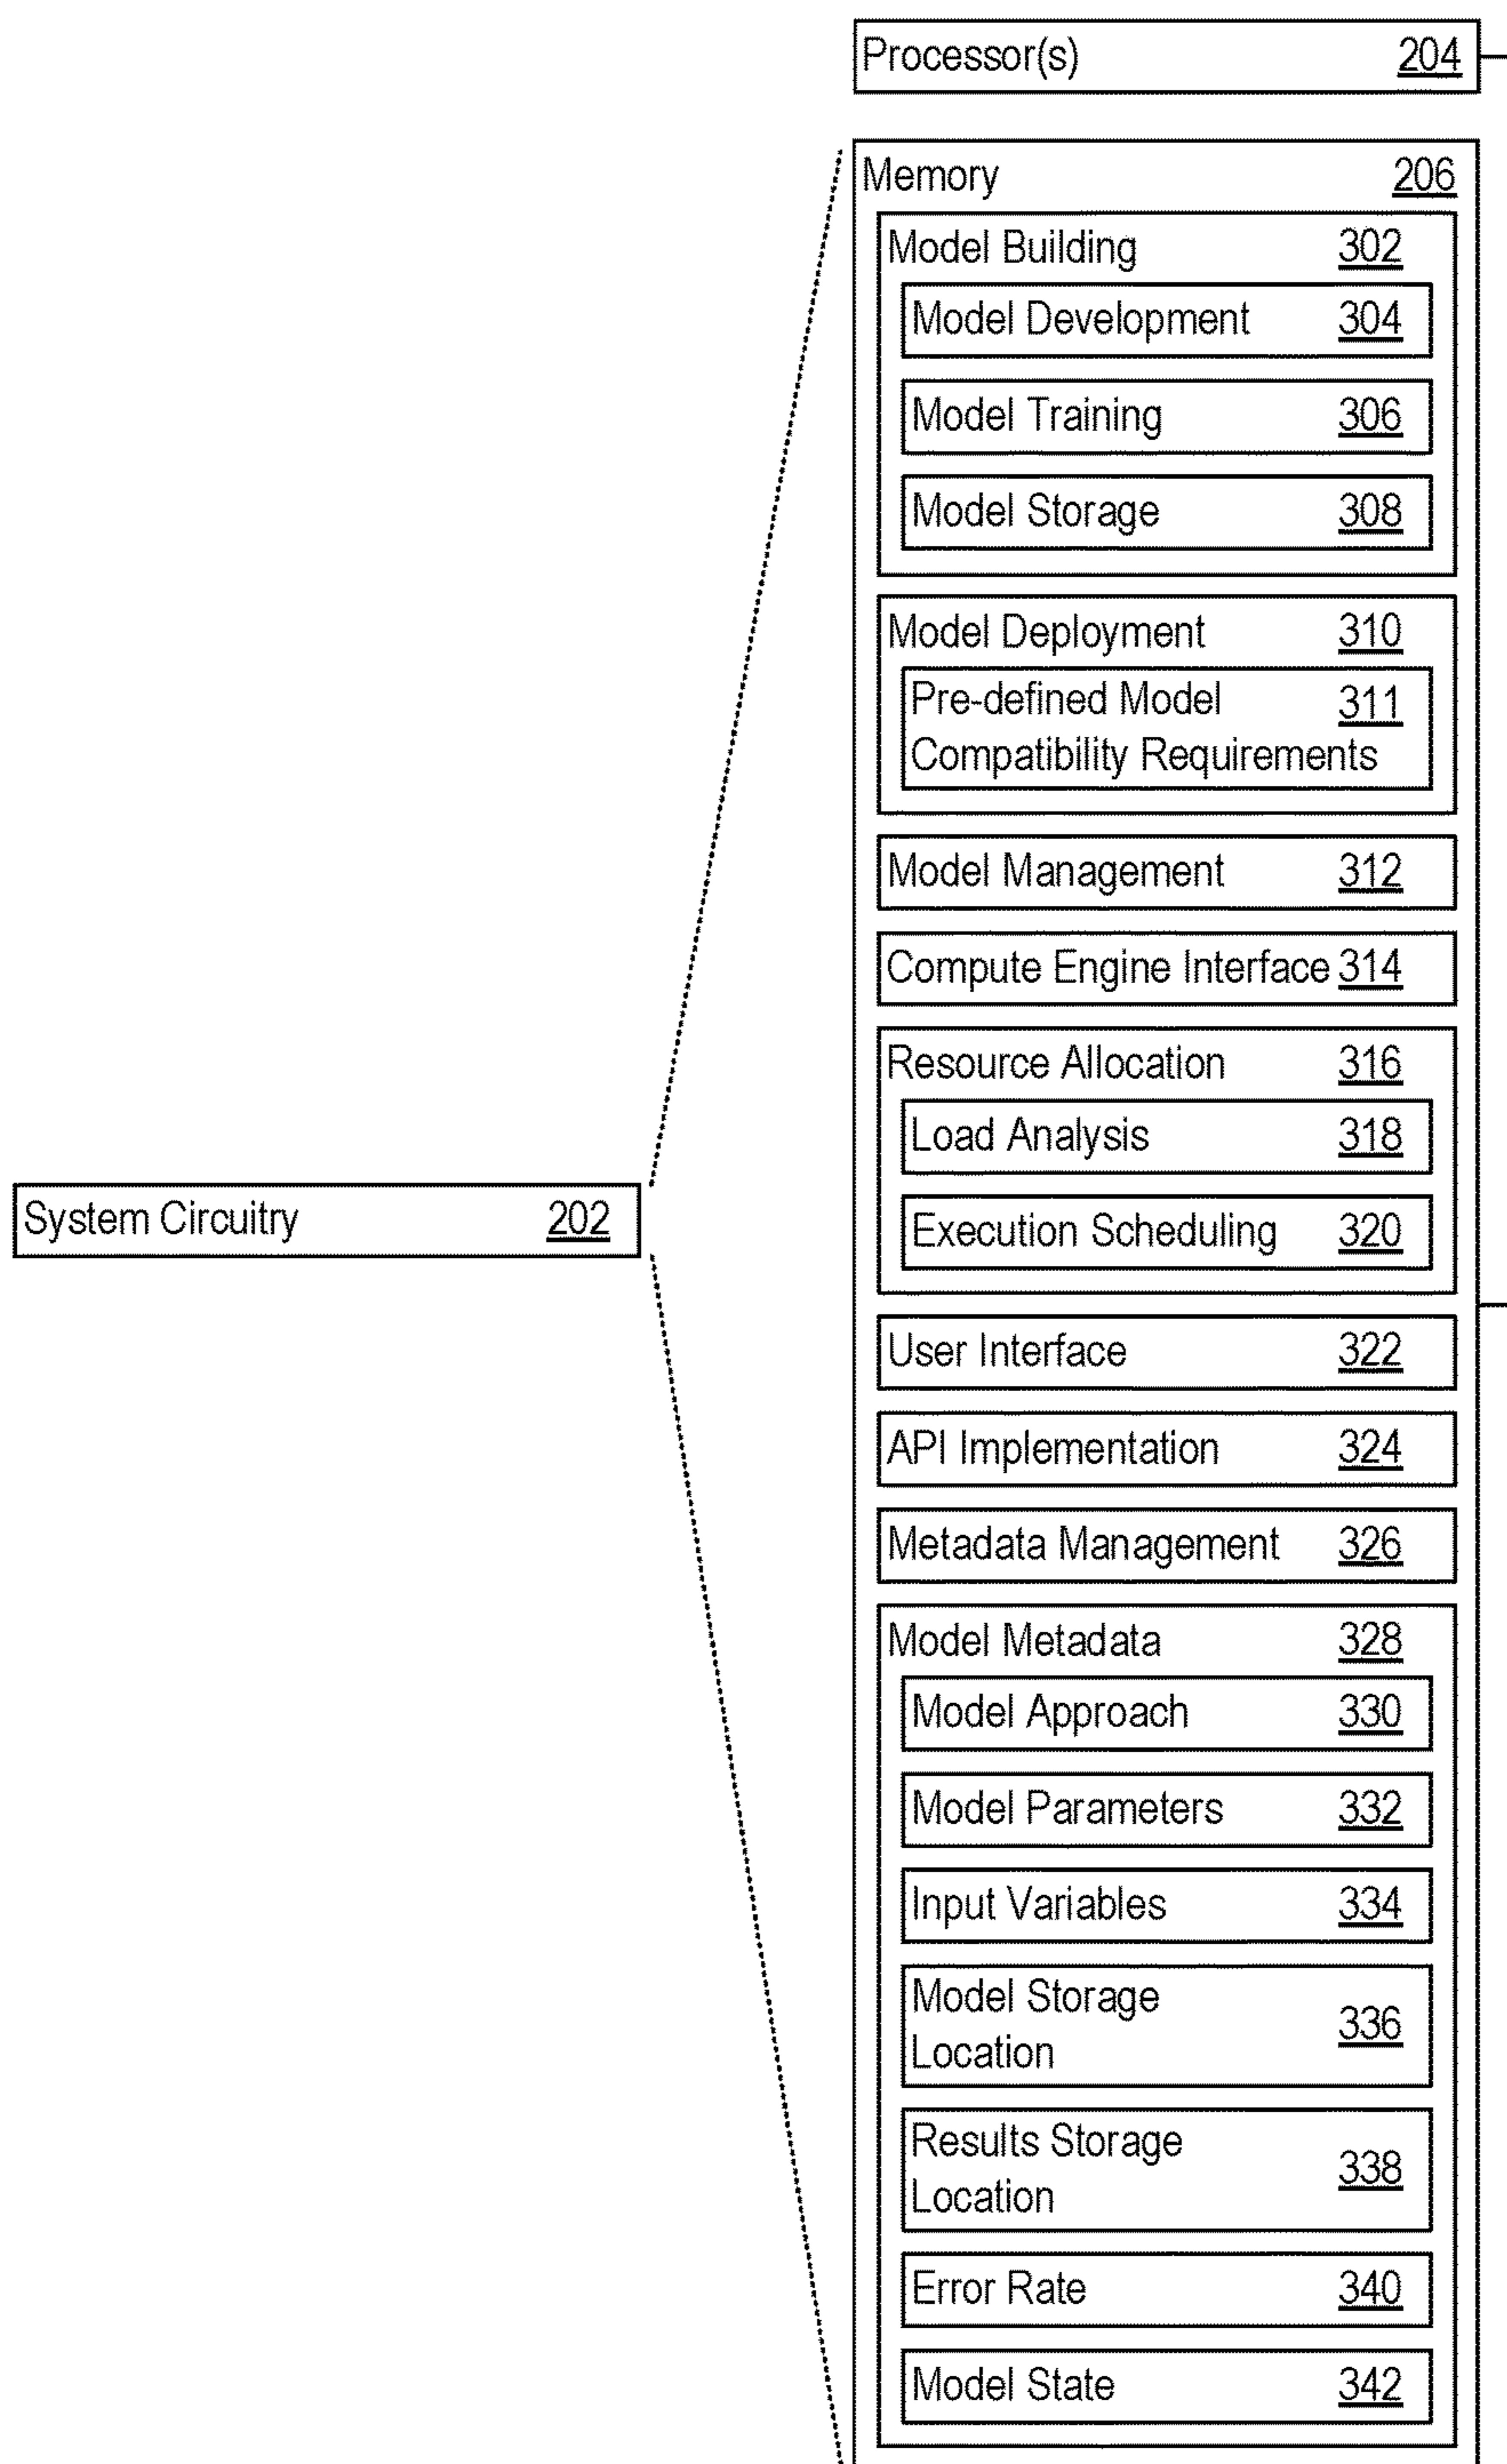 Processor(s) 204
Memory 206
Model Building 302
Model Development 304
Model Training 306
Model Storage 308
Model Deployment 310
Pre-defined Model 311
Compatibility Requirements
Model Management 312
Compute Engine Interface 314
Resource Allocation 316
Load Analysis 318
System Circuitry 202
Execution Scheduling 320
User Interface 322
API Implementation 324
Metadata Management 326
Model Metadata 328
Model Approach 330
Model Parameters 332
Input Variables 334
Model Storage
Location 336
Results Storage
Location 338
Error Rate 340
Model State 342